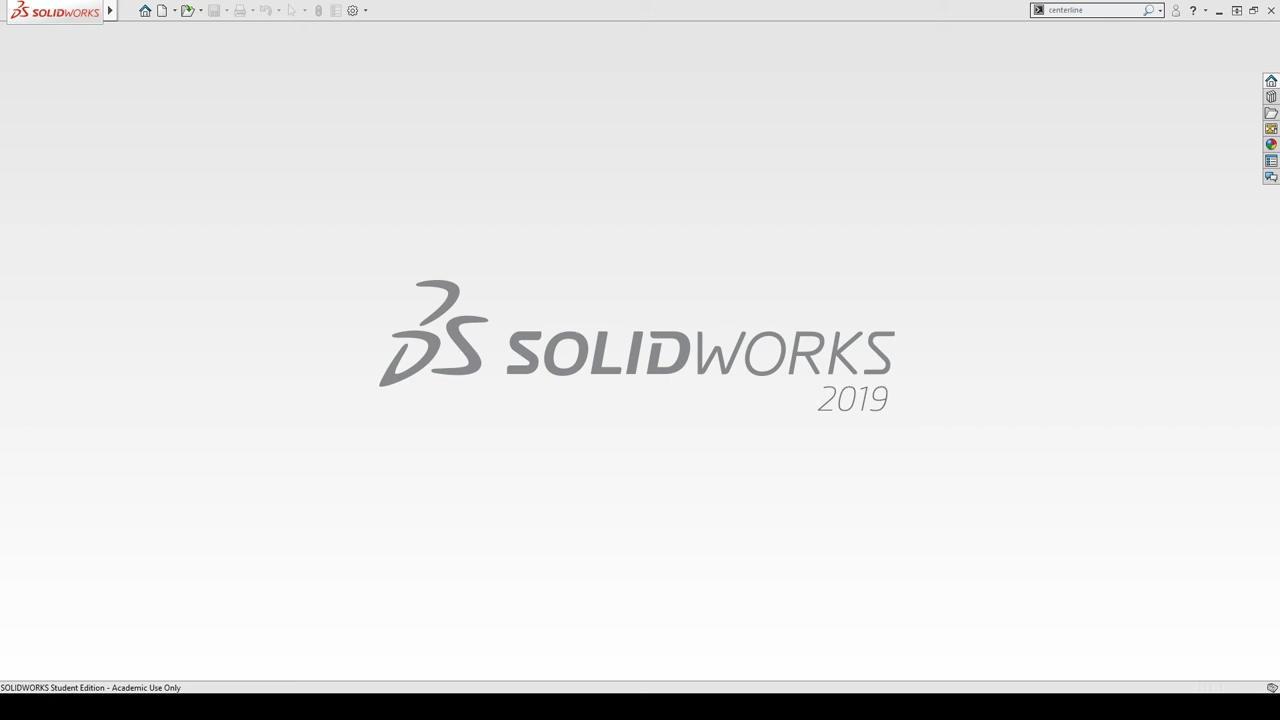 SOLIDWORKS
centerline
?
SOLIDWORKS
2019
SOLIDWORKS Student Edition - Academic Use Only